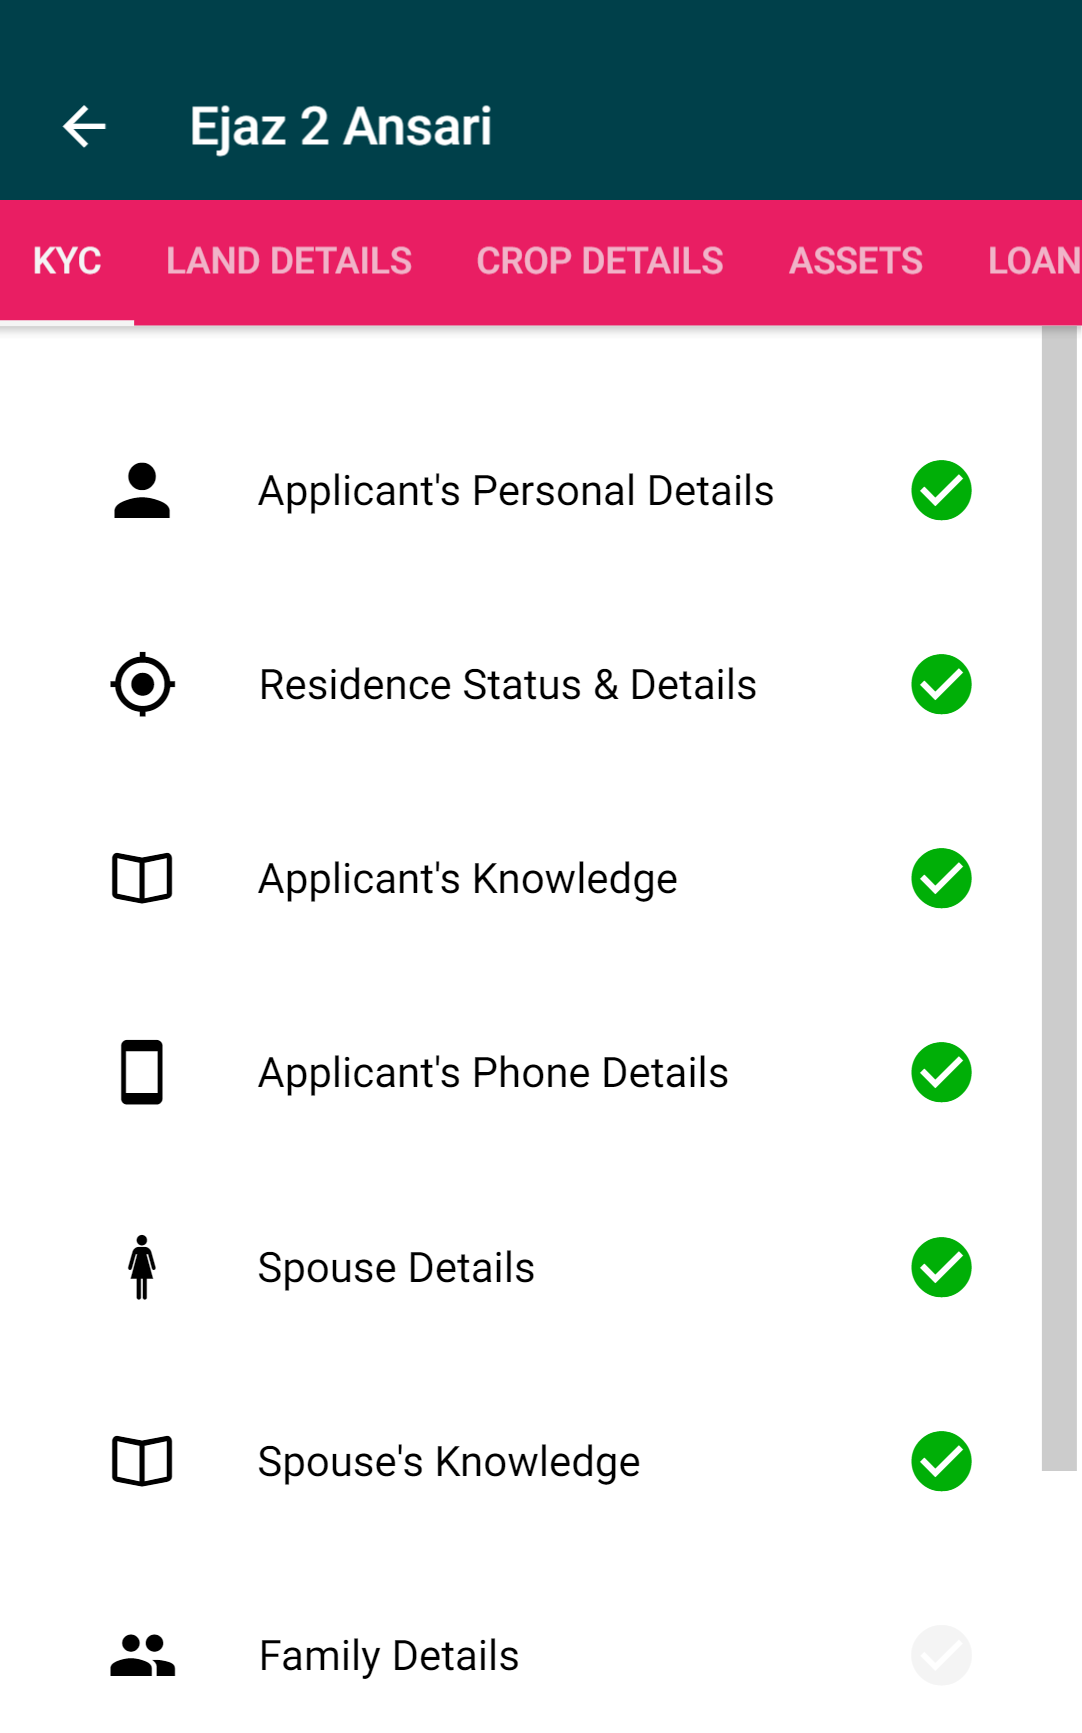 Ejaz 2 Ansari
KYC LAND DETAILS CROP DETAILS ASSETS LOAN
Applicant's Personal Details
Residence Status & Details
Applicant's Knowledge
Applicant's Phone Details
Spouse Details
Spouse's Knowledge
Family Details